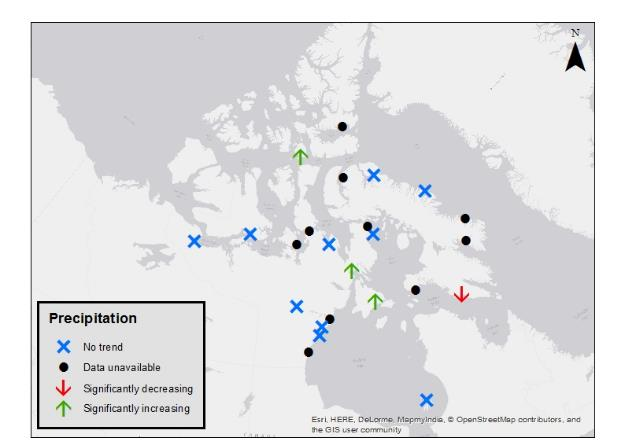 N
Precipitation
No trend
Data unavailable
Significantly decreasing
Significantly increasing
Esri, HERE, DeLorme, MapmyIndia, © OpenStreetMap contributors, and
the GIS user community